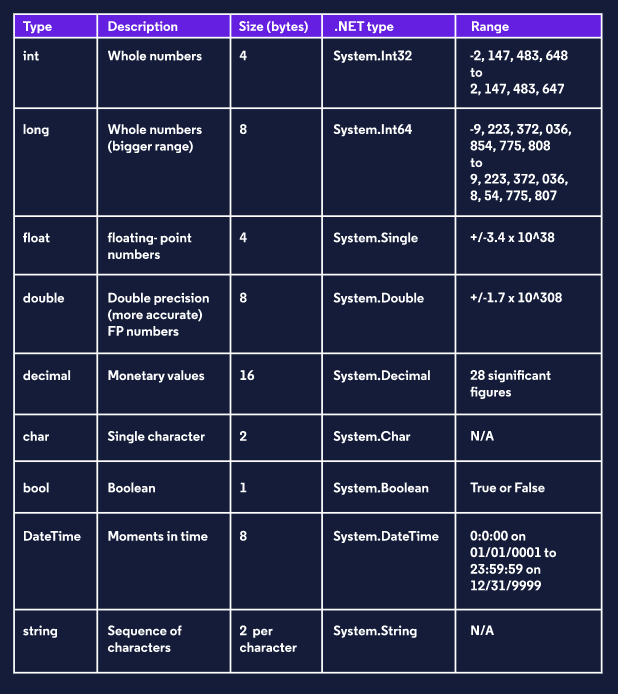 Type Description Size (bytes) .NET type Range
int Whole numbers 4 System.Int32 -2, 147, 483, 648
to
2, 147, 483, 647
long Whole numbers 8 System.Int64 -9, 223, 372, 036,
(bigger range) 854, 775, 808
to
9, 223, 372, 036,
8, 54, 775, 807
float floating- point 4 System.Single +/-3.4 x 10^38
numbers
double Double precision 8 System.Double +/-1.7 x 10^308
(more accurate)
FP numbers
decimal Monetary values 16 System.Decimal 28 significant
figures
char Single character 2 System.Char N/A
bool Boolean 1 System.Boolean True or False
DateTime Moments in time 8 System.DateTime 0:0:00 on
01/01/0001 to
23:59:59 on
12/31/9999
string Sequence of 2 per System.String N/A
characters character